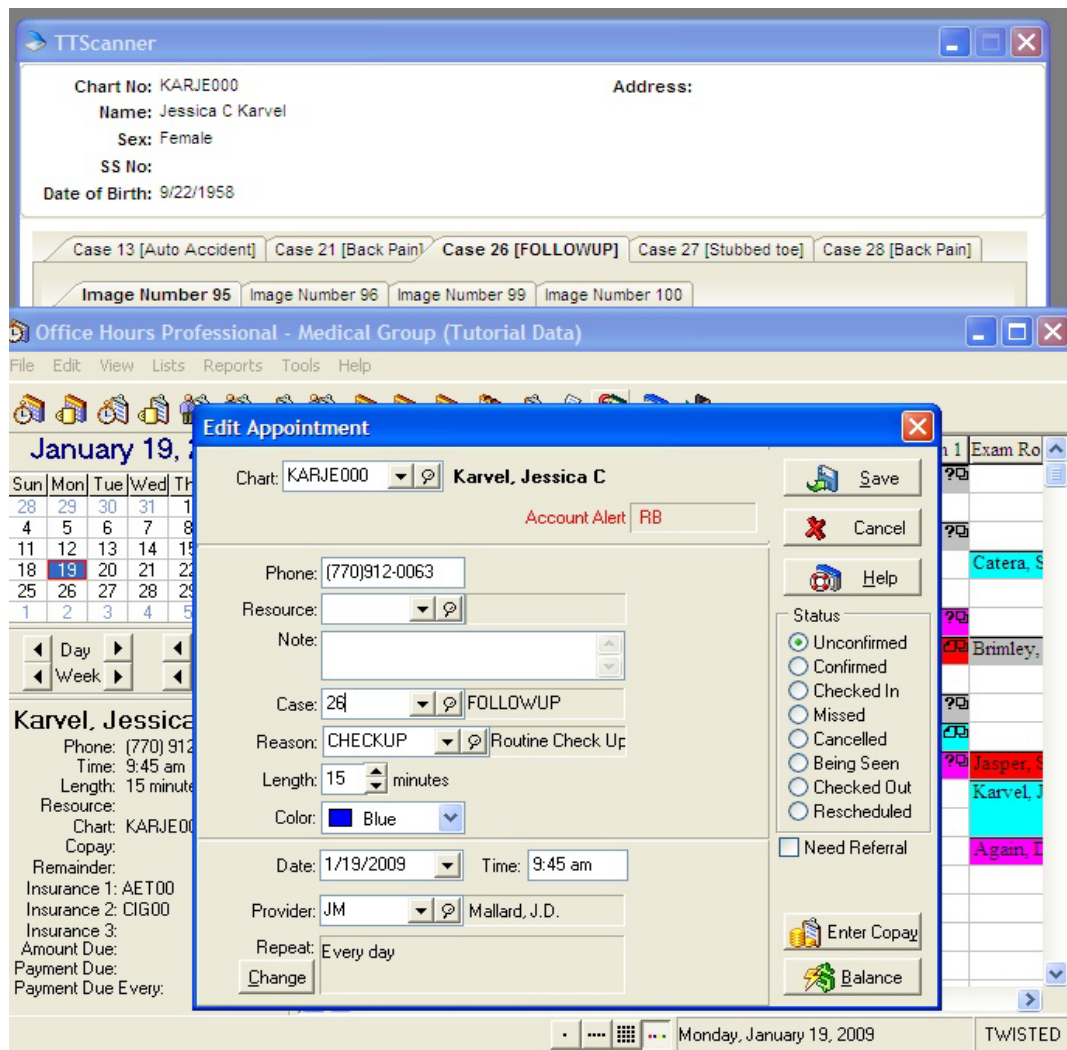 TTScanner
Chart No: KARJE000
Address:
Name: Jessica C Karvel
Sex: Female
SS No:
Date of Birth: 9/22/1958
Case 13 [Auto Accident] Case 21 [Back Pain] Case 26 [FOLLOWUP] Case 27 [Stubbed toe] Case 28 [Back Pain]
Image Number 95 Image Number 96 Image Number 99 Image Number 100
Office Hours Professional - Medical Group (Tutorial Data)
File Edit View Lists Reports Tools Help
January 19,
Sun Mon Tue Wed Th
28 29 30 31 1
4 5 6 7 8
11 12 13 14 15
18 19 20 21 22
25 26 27 28 29
1 2 3 4 5
Day
Week
Karvel, Jessica
Phone: (770) 912
Time: 9:45 am
Length: 15 minute
Resource:
Chart: KARJE00
Copay:
Remainder:
Insurance 1: AET00
Insurance 2: CIG00
Insurance 3:
Amount Due:
Payment Due:
Payment Due Every:
Edit Appointment
Chart: KARJE000 Karvel, Jessica C
Account Alert RB
Phone: (770)912-0063
Resource:
Note:
Case: 26 FOLLOWUP
Reason: CHECKUP Routine Check Up
Length: 15 minutes
Color: Blue
Date: 1/19/2009 Time: 9:45 am
Provider: JM Mallard, J.D.
Repeat: Every day
Change
Save
Cancel
Help
Status
Unconfirmed
Confirmed
Checked In
Missed
Cancelled
Being Seen
Checked Out
Rescheduled
Need Referral
Enter Copay
Balance
1 Exam Ro
Catera, S
Brimley,
Jasper, S
Karvel, J
Again, D
Monday, January 19, 2009 TWISTED